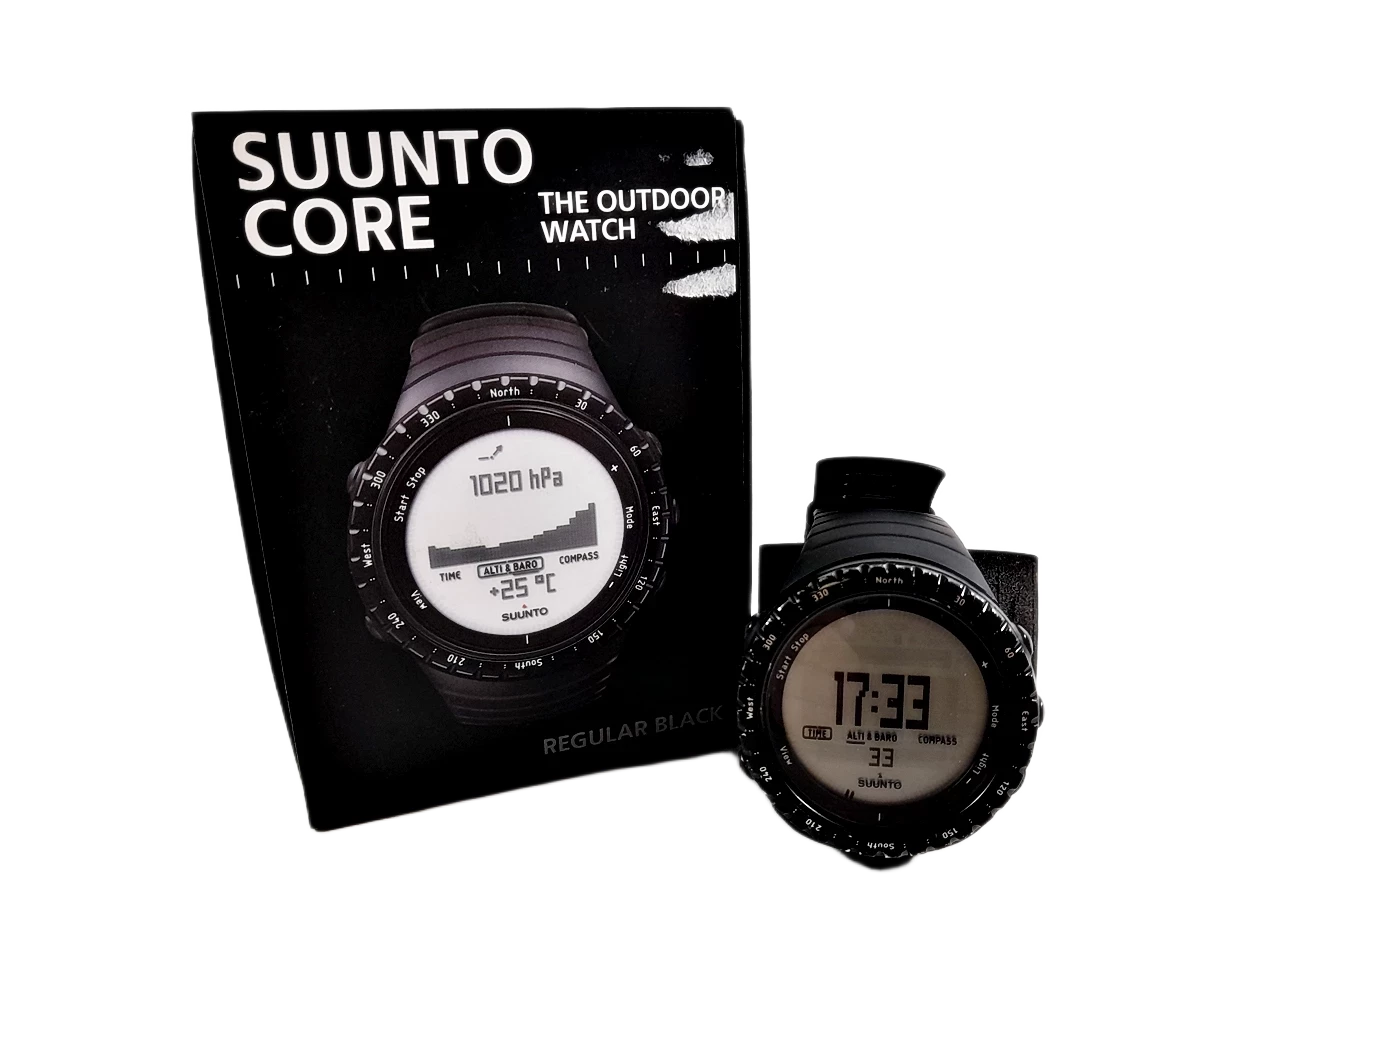 SUUNTO
CORE
THE OUTDOOR
WATCH
North
30
60
East
120
150
South
210
240
West
300
330
Start Stop
+
Mode
- Light
View
1020 hPa
TIME
ALTI & BARO
COMPASS
+25 °C
SUUNTO
REGULAR BLACK
North
30
60
East
120
150
South
210
240
West
300
330
Start Stop
+
Mode
- Light
View
17:33
TIME
ALTI & BARO
COMPASS
33
SUUNTO